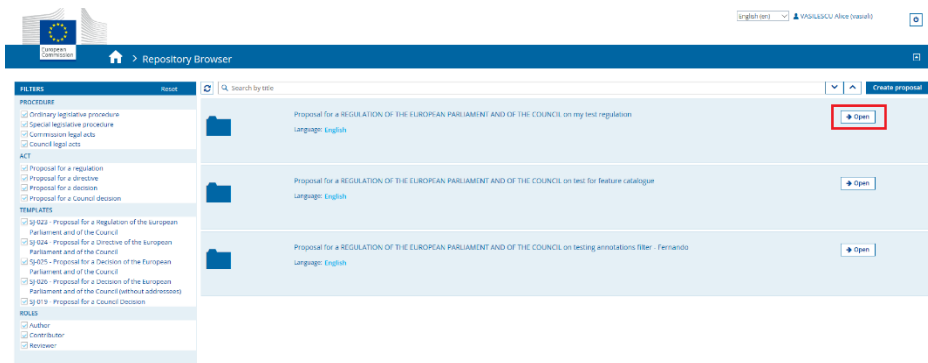 English (en)
VASILESCU Alice (vasiali)
European
Commission
> Repository Browser
FILTERS Reset
Search by title
Create proposal
PROCEDURE
Ordinary legislative procedure
Special legislative procedure
Commission legal acts
Council legal acts
ACT
Proposal for a regulation
Proposal for a directive
Proposal for a decision
Proposal for a Council decision
TEMPLATES
SJ-023 - Proposal for a Regulation of the European
Parliament and of the Council
SJ-024 - Proposal for a Directive of the European
Parliament and of the Council
SJ-025 - Proposal for a Decision of the European
Parliament and of the Council
SJ-026 - Proposal for a Decision of the European
Parliament and of the Council (without addressees)
SJ-019 - Proposal for a Council Decision
ROLES
Author
Contributor
Reviewer
Proposal for a REGULATION OF THE EUROPEAN PARLIAMENT AND OF THE COUNCIL on my test regulation
Language: English
Open
Proposal for a REGULATION OF THE EUROPEAN PARLIAMENT AND OF THE COUNCIL on test for feature catalogue
Language: English
Open
Proposal for a REGULATION OF THE EUROPEAN PARLIAMENT AND OF THE COUNCIL on testing annotations filter - Fernando
Language: English
Open